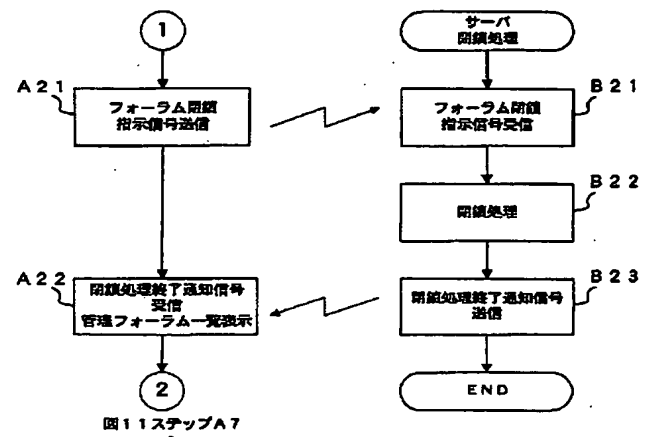 1
サーバ
閉鎖処理
A21
フォーラム閉鎖
指示信号送信
B21
フォーラム閉鎖
指示信号受信
B22
閉鎖処理
A22
閉鎖処理終了通知信号
受信
管理フォーラム一覧表示
B23
閉鎖処理終了通知信号
送信
2
END
図11ステップA7